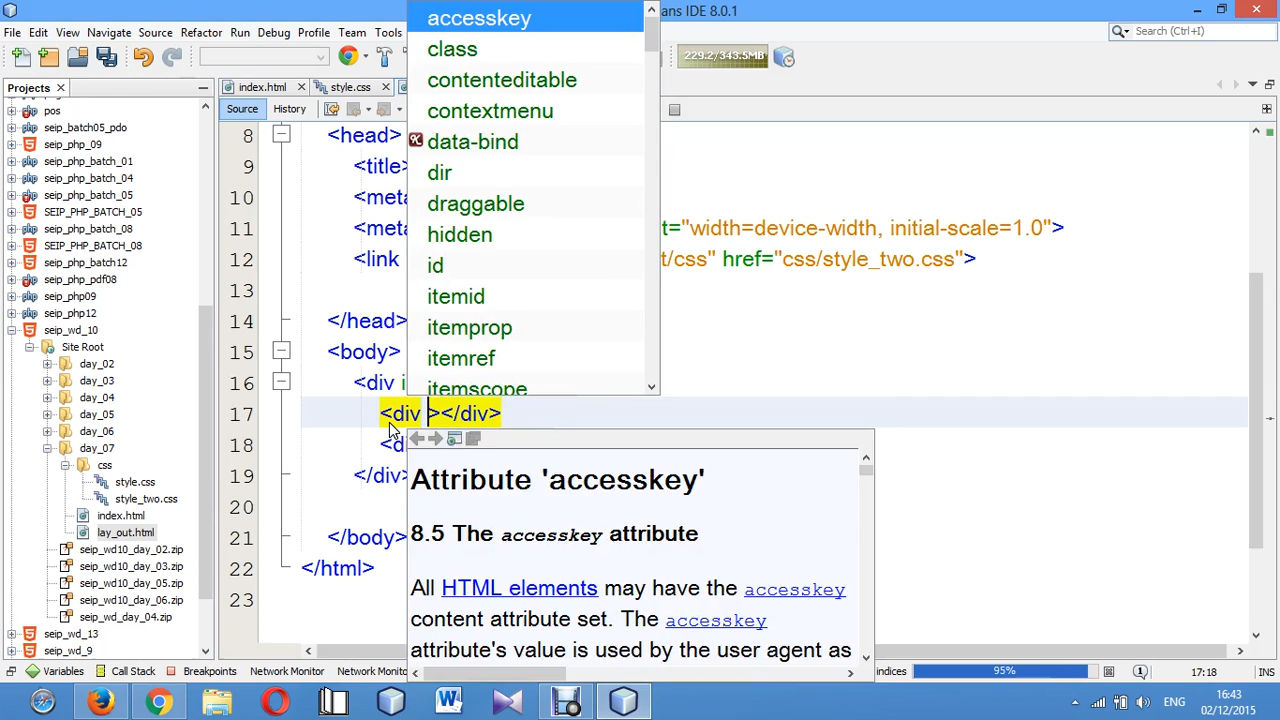 ans IDE 8.0.1
File Edit View Navigate Source Refactor Run Debug Profile Team Tools
229.2/343.5MB
Search (Ctrl+I)
Projects
index.html
style.css
Source History
pos
seip_batch05_pdo
seip_php_09
seip_php_batch_01
seip_php_batch_04
seip_php_batch_05
SEIP_PHP_BATCH_05
seip_php_batch_08
SEIP_PHP_BATCH_08
seip_php_batch12
seip_php_pdf08
seip_php09
seip_php12
seip_wd_10
Site Root
day_02
day_03
day_04
day_05
day_06
day_07
css
style.css
style_two.css
index.html
lay_out.html
seip_wd10_day_02.zip
seip_wd10_day_03.zip
seip_wd10_day_05.zip
seip_wd10_day_06.zip
seip_wd_day_04.zip
seip_wd_13
seip_wd_9
8 <head>
9 <title>
10 <meta
11 <meta t="width=device-width, initial-scale=1.0">
12 <link t/css" href="css/style_two.css">
13
14 </head>
15 <body>
16 <div i
17 <div ></div>
18 <d
19 </div>
20
21 </body>
22 </html>
23
accesskey
class
contenteditable
contextmenu
data-bind
dir
draggable
hidden
id
itemid
itemprop
itemref
itemscope
Attribute 'accesskey'
8.5 The accesskey attribute
All HTML elements may have the accesskey
content attribute set. The accesskey
attribute's value is used by the user agent as
Variables Call Stack Breakpoints Network Monitor Network Monito
ndices 95% 17:18 INS
ENG
16:43
02/12/2015